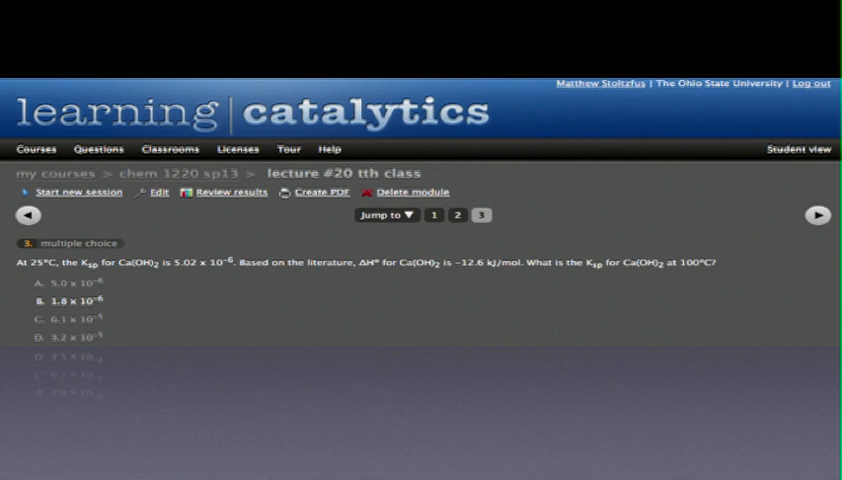 Matthew Stoltzfus | The Ohio State University | Log out
learning | catalytics
Courses Questions Classrooms Licenses Tour Help Student view
my courses > chem 1220 sp13 > lecture #20 tth class
Start new session Edit Review results Create PDF Delete module
Jump to ▼ 1 2 3
3. multiple choice
At 25°C, the Ksp for Ca(OH)2 is 5.02 x 10⁻⁶. Based on the literature, ΔH° for Ca(OH)2 is −12.6 kJ/mol. What is the Ksp for Ca(OH)2 at 100°C?
A. 5.0 x 10⁻⁶
B. 1.8 x 10⁻⁶
C. 6.1 x 10⁻⁵
D. 3.2 x 10⁻⁵